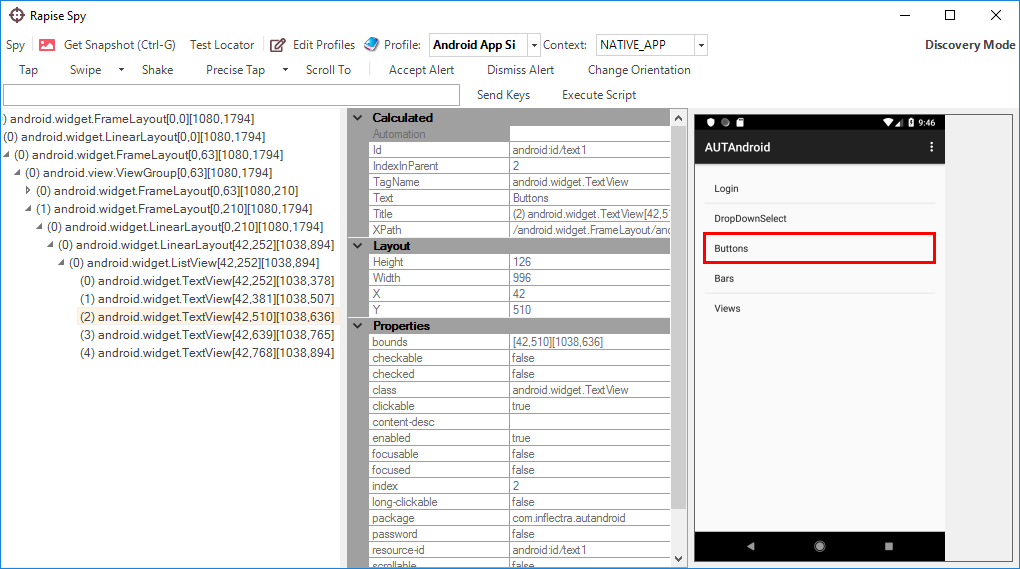 Rapise Spy
Spy Get Snapshot (Ctrl-G) Test Locator Edit Profiles Profile: Android App Si Context: NATIVE_APP Discovery Mode
Tap Swipe Shake Precise Tap Scroll To Accept Alert Dismiss Alert Change Orientation
Send Keys Execute Script
) android.widget.FrameLayout[0,0][1080,1794]
(0) android.widget.LinearLayout[0,0][1080,1794]
(0) android.widget.FrameLayout[0,63][1080,1794]
(0) android.view.ViewGroup[0,63][1080,1794]
(0) android.widget.FrameLayout[0,63][1080,210]
(1) android.widget.FrameLayout[0,210][1080,1794]
(0) android.widget.LinearLayout[0,210][1080,1794]
(0) android.widget.LinearLayout[42,252][1038,894]
(0) android.widget.ListView[42,252][1038,894]
(0) android.widget.TextView[42,252][1038,378]
(1) android.widget.TextView[42,381][1038,507]
(2) android.widget.TextView[42,510][1038,636]
(3) android.widget.TextView[42,639][1038,765]
(4) android.widget.TextView[42,768][1038,894]
Calculated
Automation
Id android:id/text1
IndexInParent 2
TagName android.widget.TextView
Text Buttons
Title (2) android.widget.TextView[42,51
XPath /android.widget.FrameLayout/and
Layout
Height 126
Width 996
X 42
Y 510
Properties
bounds [42,510][1038,636]
checkable false
checked false
class android.widget.TextView
clickable true
content-desc
enabled true
focusable false
focused false
index 2
long-clickable false
package com.inflectra.autandroid
password false
resource-id android:id/text1
scrollable false
9:46
AUTAndroid
Login
DropDownSelect
Buttons
Bars
Views